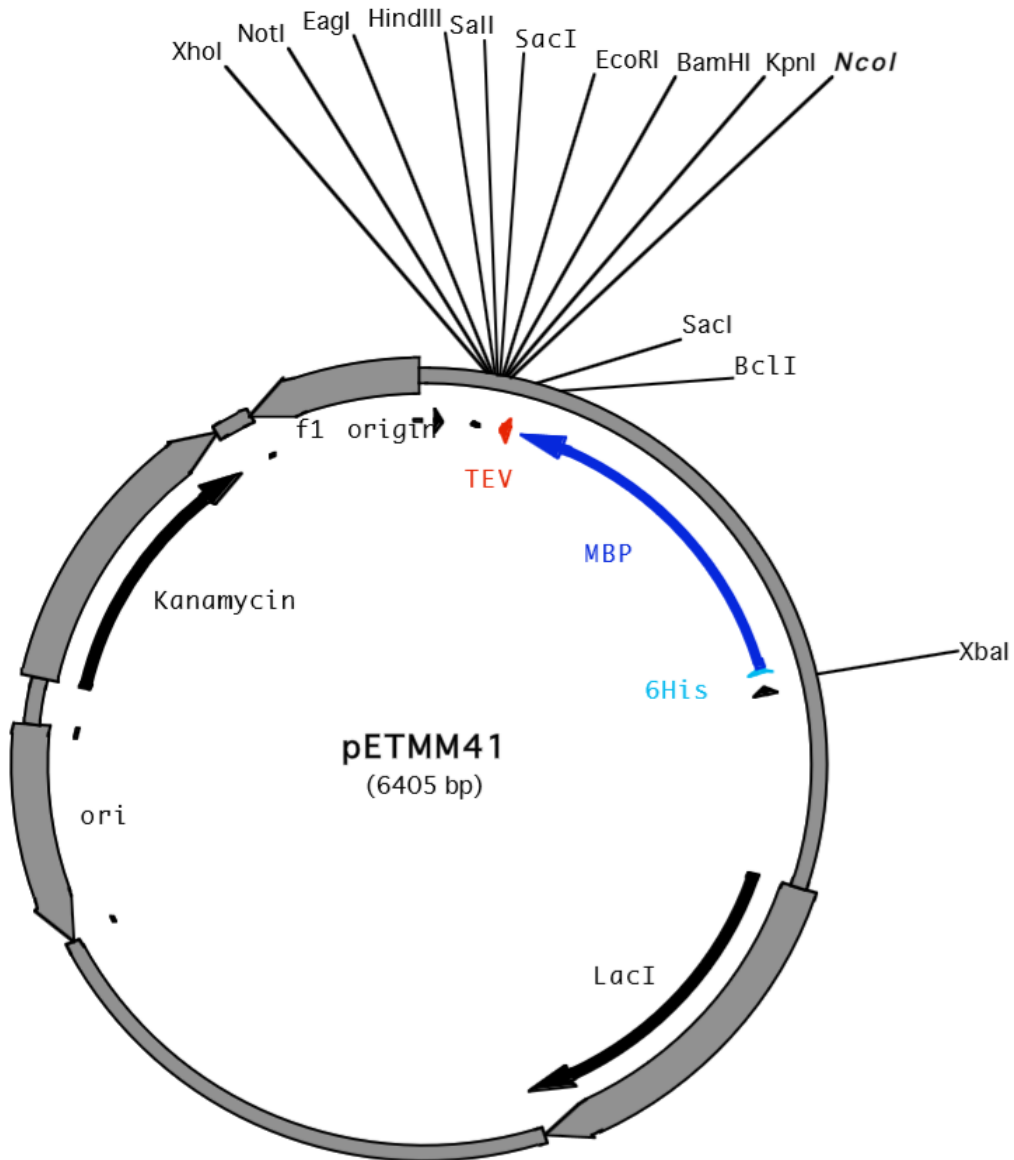 XhoI
NotI
EagI
HindIII
SalI
SacI
EcoRI
BamHI
KpnI
NcoI
SacI
BclI
f1 origin
TEV
MBP
Kanamycin
XbaI
6His
pETMM41
(6405 bp)
ori
LacI